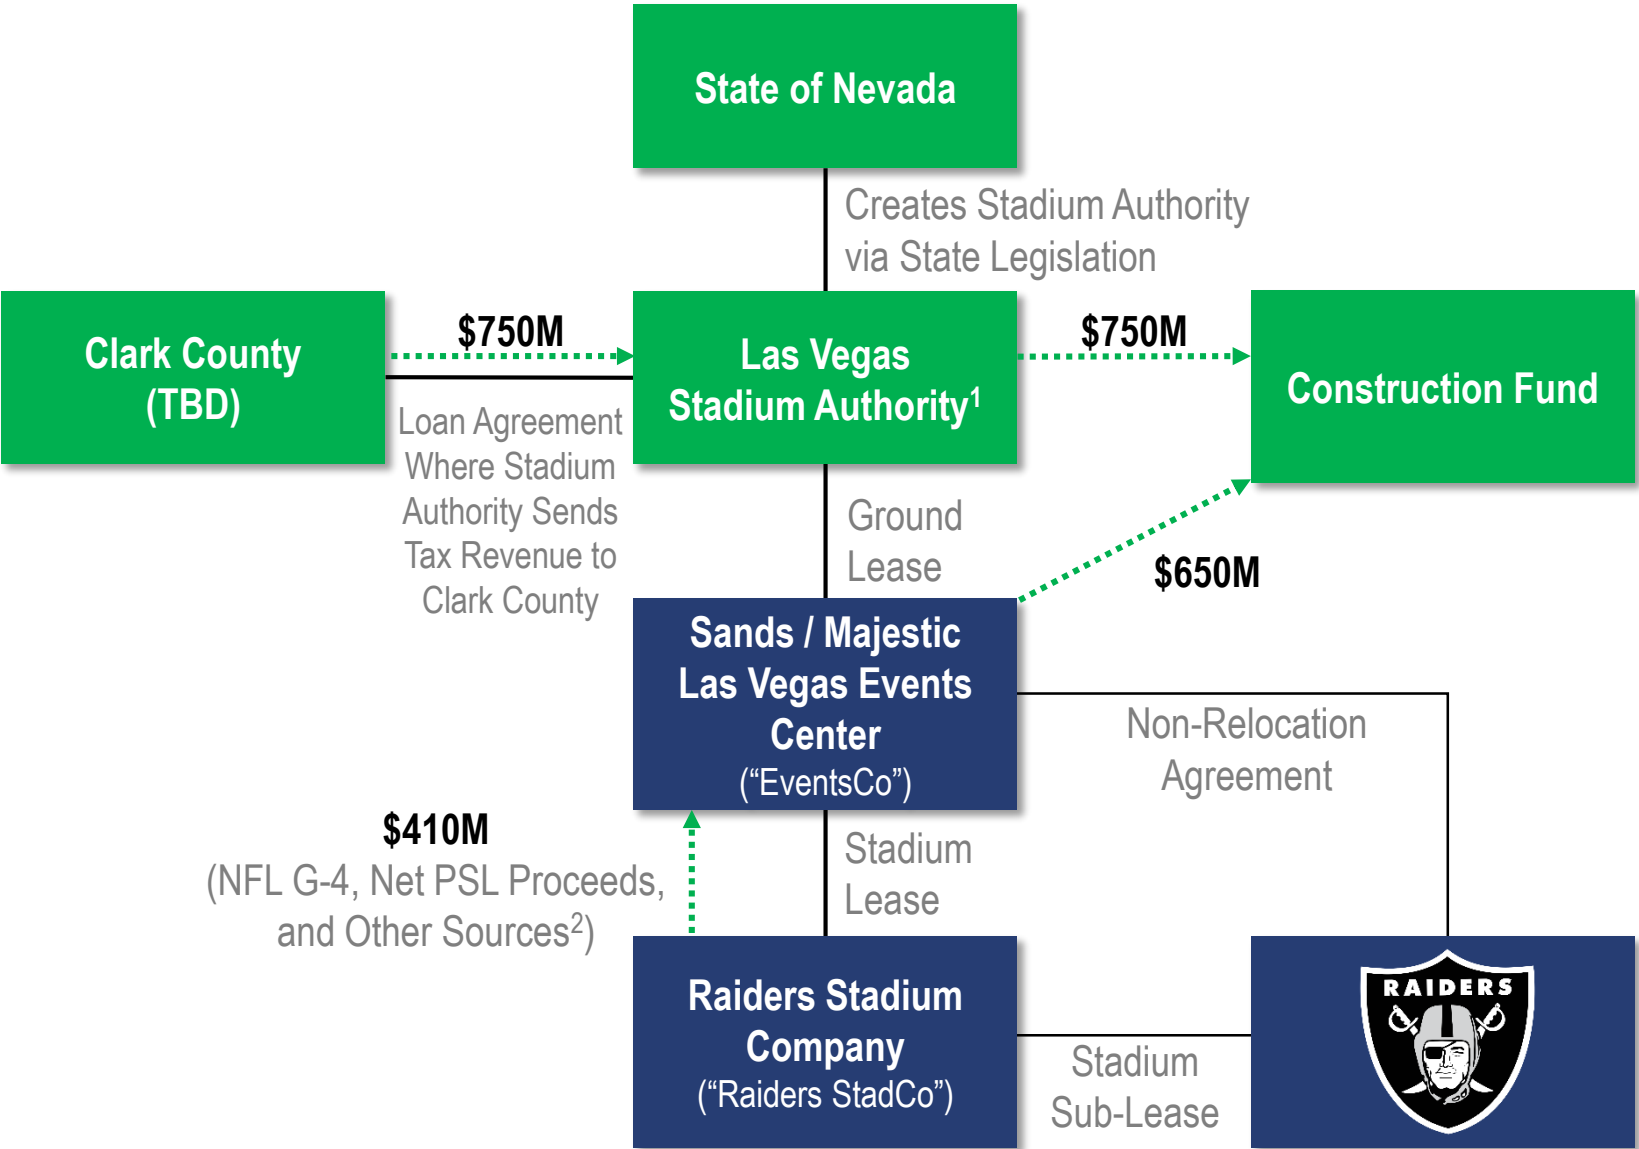 State of Nevada
Creates Stadium Authority
via State Legislation
Clark County
(TBD)
$750M
Loan Agreement
Where Stadium
Authority Sends
Tax Revenue to
Clark County
Las Vegas
Stadium Authority¹
$750M
Construction Fund
Ground
Lease
$650M
Sands / Majestic
Las Vegas Events
Center
(“EventsCo”)
Non-Relocation
Agreement
$410M
(NFL G-4, Net PSL Proceeds,
and Other Sources²)
Stadium
Lease
Raiders Stadium
Company
(“Raiders StadCo”)
Stadium
Sub-Lease
RAIDERS